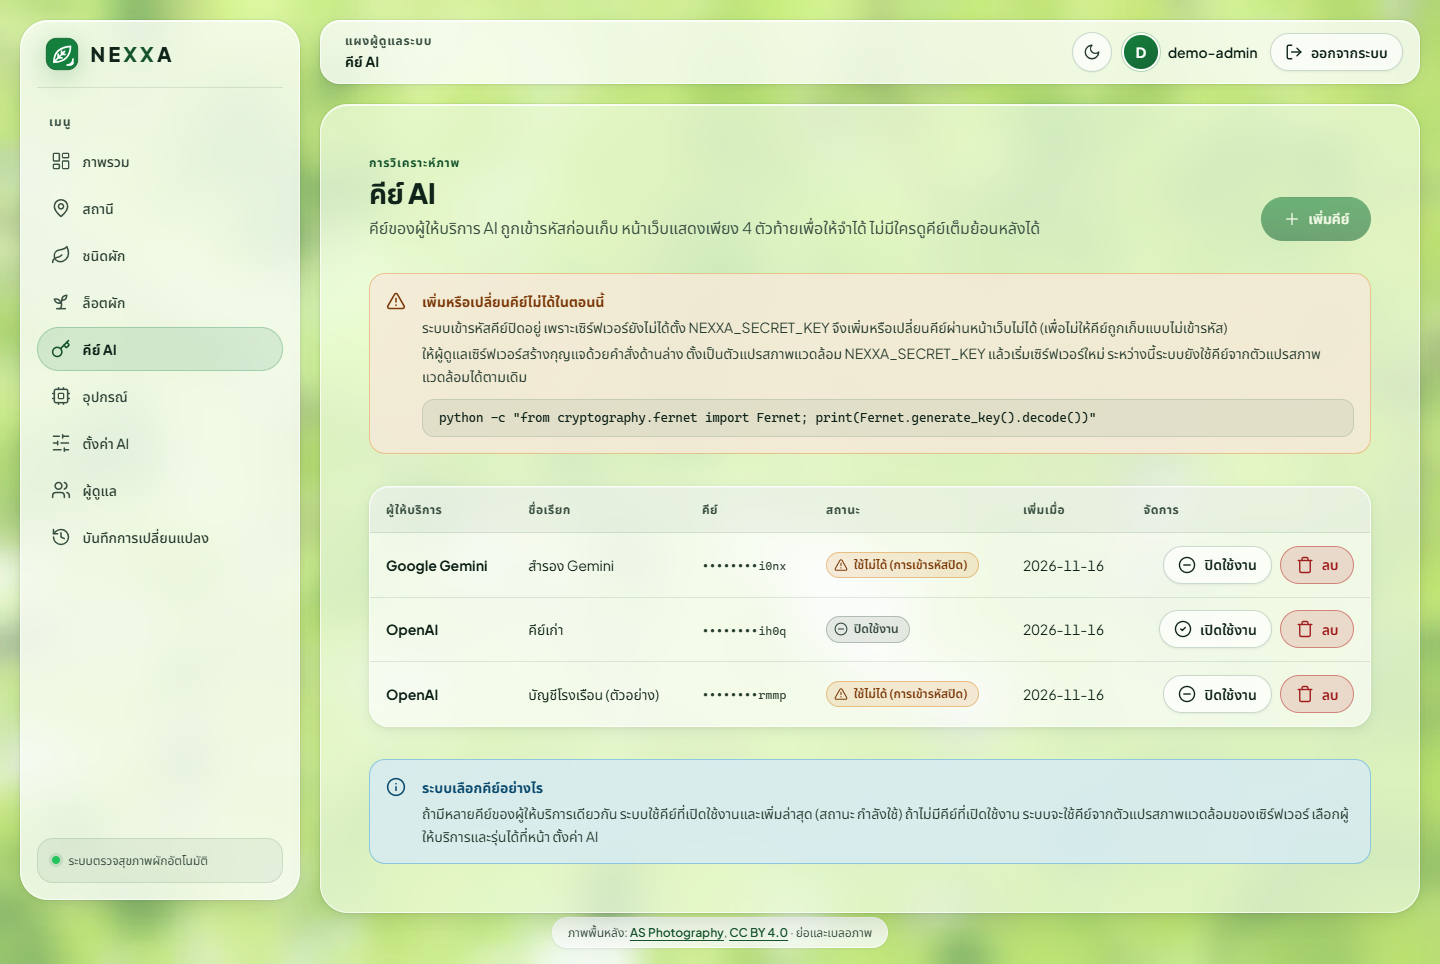 NEXXA
เมนู
ภาพรวม
สถานี
ชนิดผัก
ล็อตผัก
คีย์ AI
อุปกรณ์
ตั้งค่า AI
ผู้ดูแล
บันทึกการเปลี่ยนแปลง
ระบบตรวจสุขภาพผักอัตโนมัติ
แผงผู้ดูแลระบบ
คีย์ AI
D demo-admin ออกจากระบบ
การวิเคราะห์ภาพ
คีย์ AI
คีย์ของผู้ให้บริการ AI ถูกเข้ารหัสก่อนเก็บ หน้าเว็บแสดงเพียง 4 ตัวท้ายเพื่อให้จำได้ ไม่มีใครดูคีย์เต็มย้อนหลังได้
เพิ่มคีย์
เพิ่มหรือเปลี่ยนคีย์ไม่ได้ในตอนนี้
ระบบเข้ารหัสคีย์ปิดอยู่ เพราะเซิร์ฟเวอร์ยังไม่ได้ตั้ง NEXXA_SECRET_KEY จึงเพิ่มหรือเปลี่ยนคีย์ผ่านหน้าเว็บไม่ได้ (เพื่อไม่ให้คีย์ถูกเก็บแบบไม่เข้ารหัส)
ให้ผู้ดูแลเซิร์ฟเวอร์สร้างกุญแจด้วยคำสั่งด้านล่าง ตั้งเป็นตัวแปรสภาพแวดล้อม NEXXA_SECRET_KEY แล้วเริ่มเซิร์ฟเวอร์ใหม่ ระหว่างนี้ระบบยังใช้คีย์จากตัวแปรสภาพ
แวดล้อมได้ตามเดิม
python -c "from cryptography.fernet import Fernet; print(Fernet.generate_key().decode())"
ผู้ให้บริการ ชื่อเรียก คีย์ สถานะ เพิ่มเมื่อ จัดการ
Google Gemini สำรอง Gemini ••••••••i0nx ใช้ไม่ได้ (การเข้ารหัสปิด) 2026-11-16 ปิดใช้งาน ลบ
OpenAI คีย์เก่า ••••••••ih0q ปิดใช้งาน 2026-11-16 เปิดใช้งาน ลบ
OpenAI บัญชีโรงเรือน (ตัวอย่าง) ••••••••rmmp ใช้ไม่ได้ (การเข้ารหัสปิด) 2026-11-16 ปิดใช้งาน ลบ
ระบบเลือกคีย์อย่างไร
ถ้ามีหลายคีย์ของผู้ให้บริการเดียวกัน ระบบใช้คีย์ที่เปิดใช้งานและเพิ่มล่าสุด (สถานะ กำลังใช้) ถ้าไม่มีคีย์ที่เปิดใช้งาน ระบบจะใช้คีย์จากตัวแปรสภาพแวดล้อมของเซิร์ฟเวอร์ เลือกผู้
ให้บริการและรุ่นได้ที่หน้า ตั้งค่า AI
ภาพพื้นหลัง: AS Photography, CC BY 4.0 · ย่อและเบลอภาพ